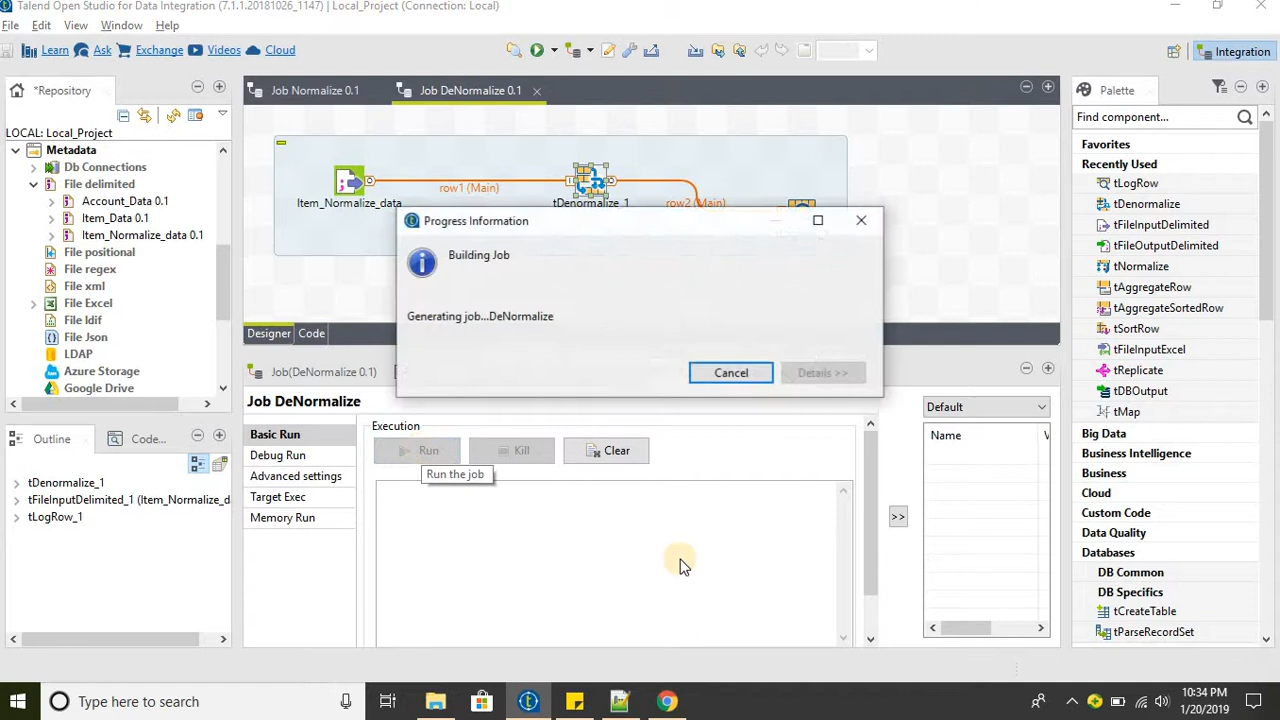 Talend Open Studio for Data Integration (7.1.1.20181026_1147) | Local_Project (Connection: Local)
File Edit View Window Help
Learn Ask Exchange Videos Cloud
Integration
*Repository
LOCAL: Local_Project
Metadata
Db Connections
File delimited
Account_Data 0.1
Item_Data 0.1
Item_Normalize_data 0.1
File positional
File regex
File xml
File Excel
File ldif
File Json
LDAP
Azure Storage
Google Drive
Outline
Code...
tDenormalize_1
tFileInputDelimited_1 (Item_Normalize_d
tLogRow_1
Job Normalize 0.1
Job DeNormalize 0.1
Item_Normalize_data
row1 (Main)
tDenormalize_1
row2 (Main)
Progress Information
Building Job
Generating job...DeNormalize
Cancel
Details >>
Designer
Code
Job(DeNormalize 0.1)
Job DeNormalize
Basic Run
Debug Run
Advanced settings
Target Exec
Memory Run
Execution
Run
Kill
Clear
Run the job
>>
Default
Name
Palette
Find component...
Favorites
Recently Used
tLogRow
tDenormalize
tFileInputDelimited
tFileOutputDelimited
tNormalize
tAggregateRow
tAggregateSortedRow
tSortRow
tFileInputExcel
tReplicate
tDBOutput
tMap
Big Data
Business Intelligence
Business
Cloud
Custom Code
Data Quality
Databases
DB Common
DB Specifics
tCreateTable
tParseRecordSet
Type here to search
10:34 PM
1/20/2019